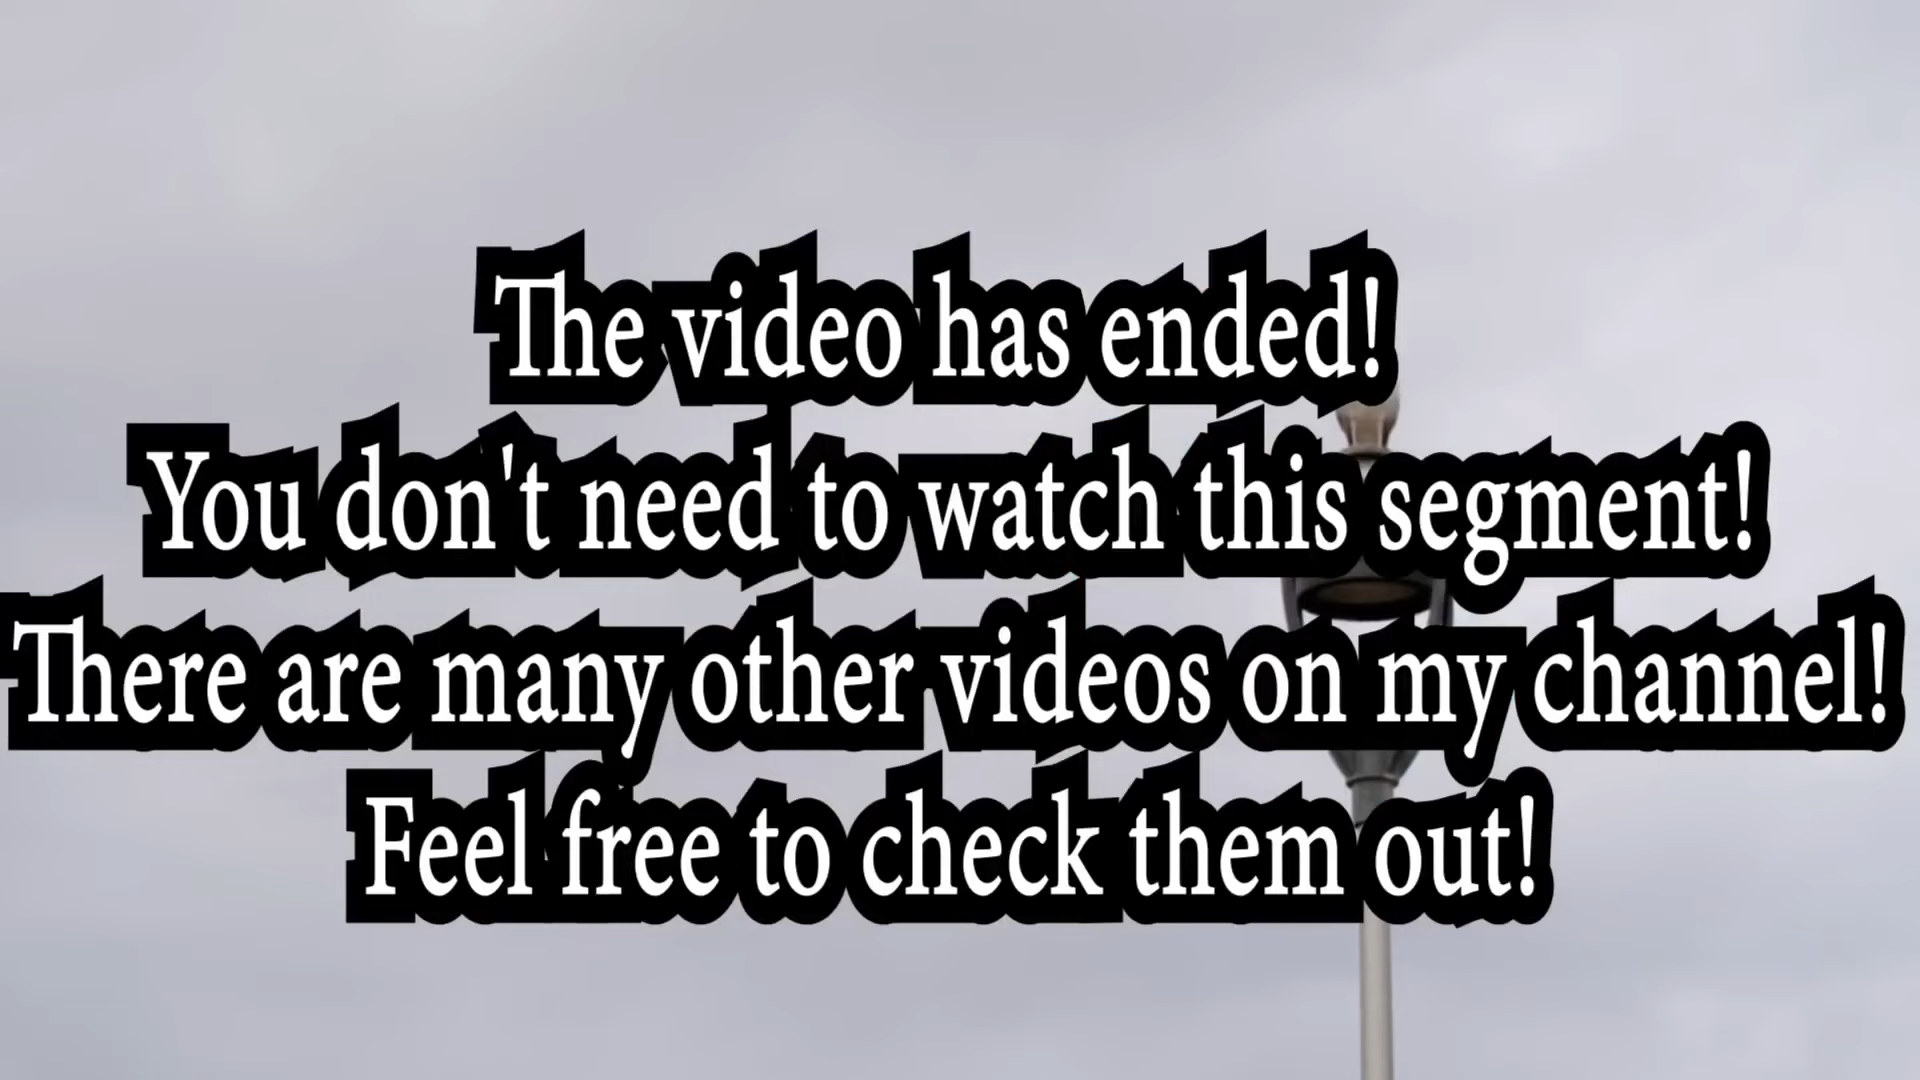 The video has ended!
You don't need to watch this segment!
There are many other videos on my channel!
Feel free to check them out!